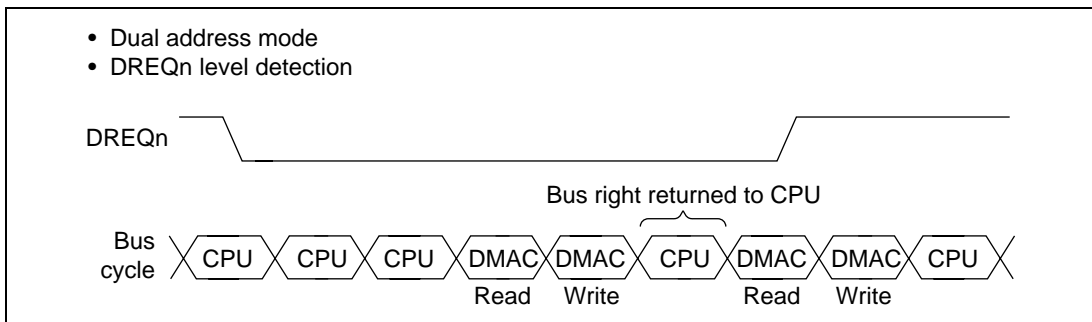 • Dual address mode
• DREQn level detection
DREQn
Bus right returned to CPU
Bus cycle
CPU CPU CPU DMAC DMAC CPU DMAC DMAC CPU
Read Write Read Write